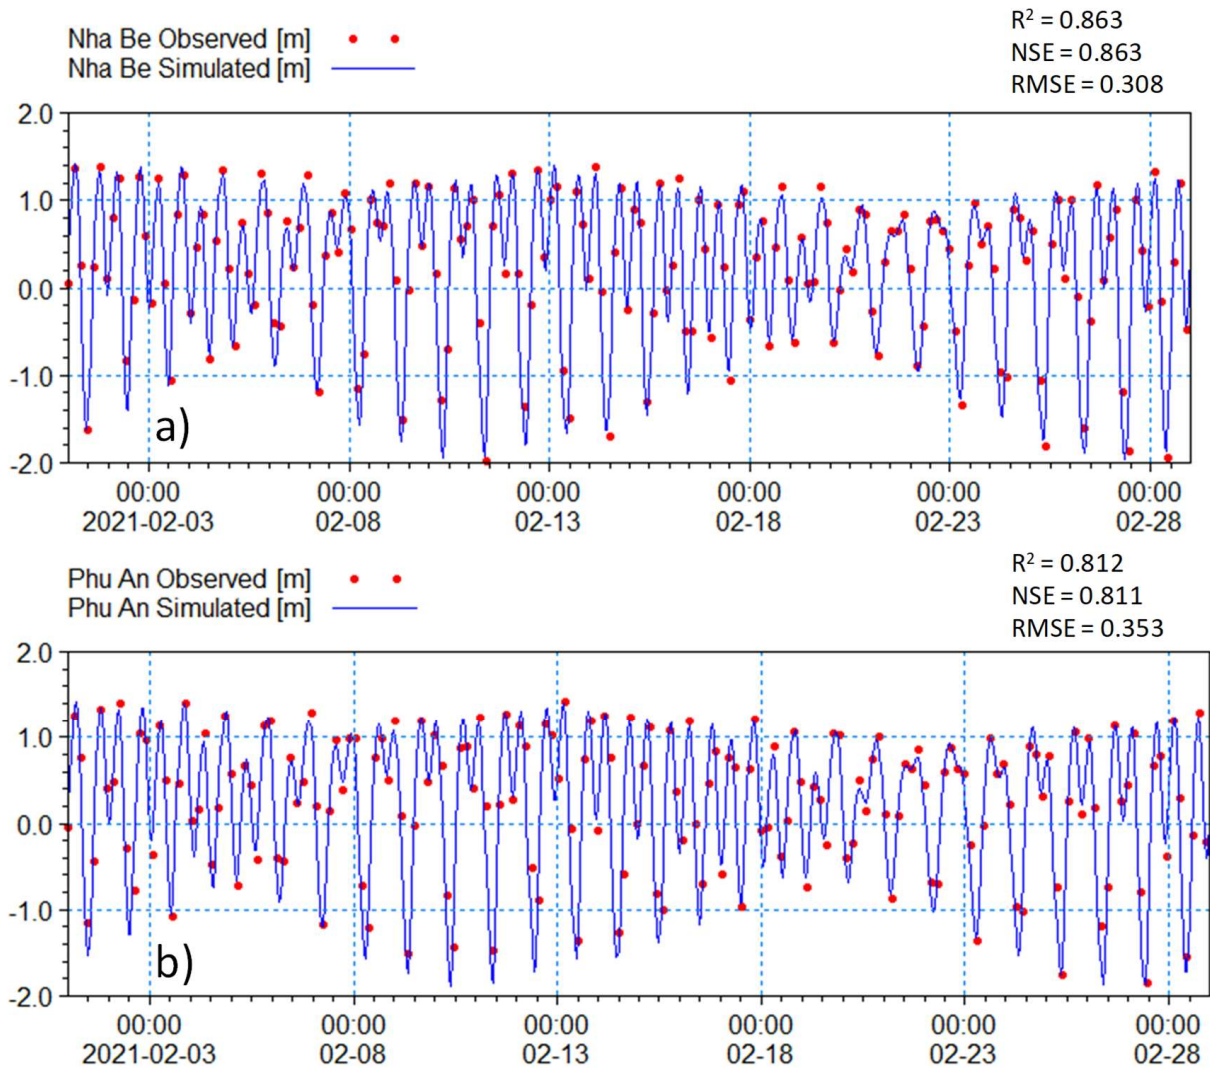 Nha Be Observed [m]
Nha Be Simulated [m]
R² = 0.863
NSE = 0.863
RMSE = 0.308
2.0
1.0
0.0
-1.0
-2.0
a)
00:00 00:00 00:00 00:00 00:00 00:00
2021-02-03 02-08 02-13 02-18 02-23 02-28
Phu An Observed [m]
Phu An Simulated [m]
R² = 0.812
NSE = 0.811
RMSE = 0.353
2.0
1.0
0.0
-1.0
-2.0
b)
00:00 00:00 00:00 00:00 00:00 00:00
2021-02-03 02-08 02-13 02-18 02-23 02-28